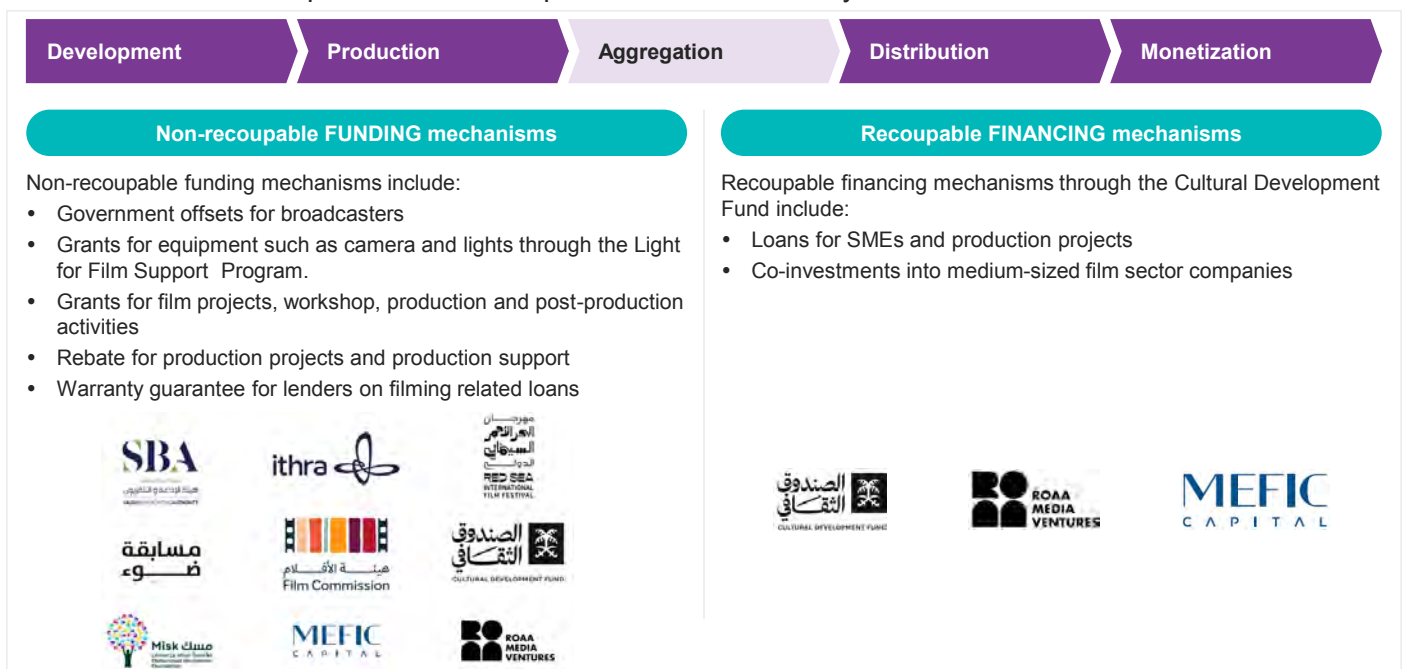 Development
Production
Aggregation
Distribution
Monetization
Non-recoupable FUNDING mechanisms
Non-recoupable funding mechanisms include:
• Government offsets for broadcasters
• Grants for equipment such as camera and lights through the Light
for Film Support Program.
• Grants for film projects, workshop, production and post-production
activities
• Rebate for production projects and production support
• Warranty guarantee for lenders on filming related loans
SBA
ithra
مهرجان
البحر الأحمر
السينمائي
الدولي
RED SEA
INTERNATIONAL
FILM FESTIVAL
مسابقة
ضوء
هيئة الأفلام
Film Commission
الصندوق
الثقافي
CULTURAL DEVELOPMENT FUND
Misk مسك
MEFIC
CAPITAL
ROAA
MEDIA
VENTURES
Recoupable FINANCING mechanisms
Recoupable financing mechanisms through the Cultural Development
Fund include:
• Loans for SMEs and production projects
• Co-investments into medium-sized film sector companies
الصندوق
الثقافي
CULTURAL DEVELOPMENT FUND
ROAA
MEDIA
VENTURES
MEFIC
CAPITAL